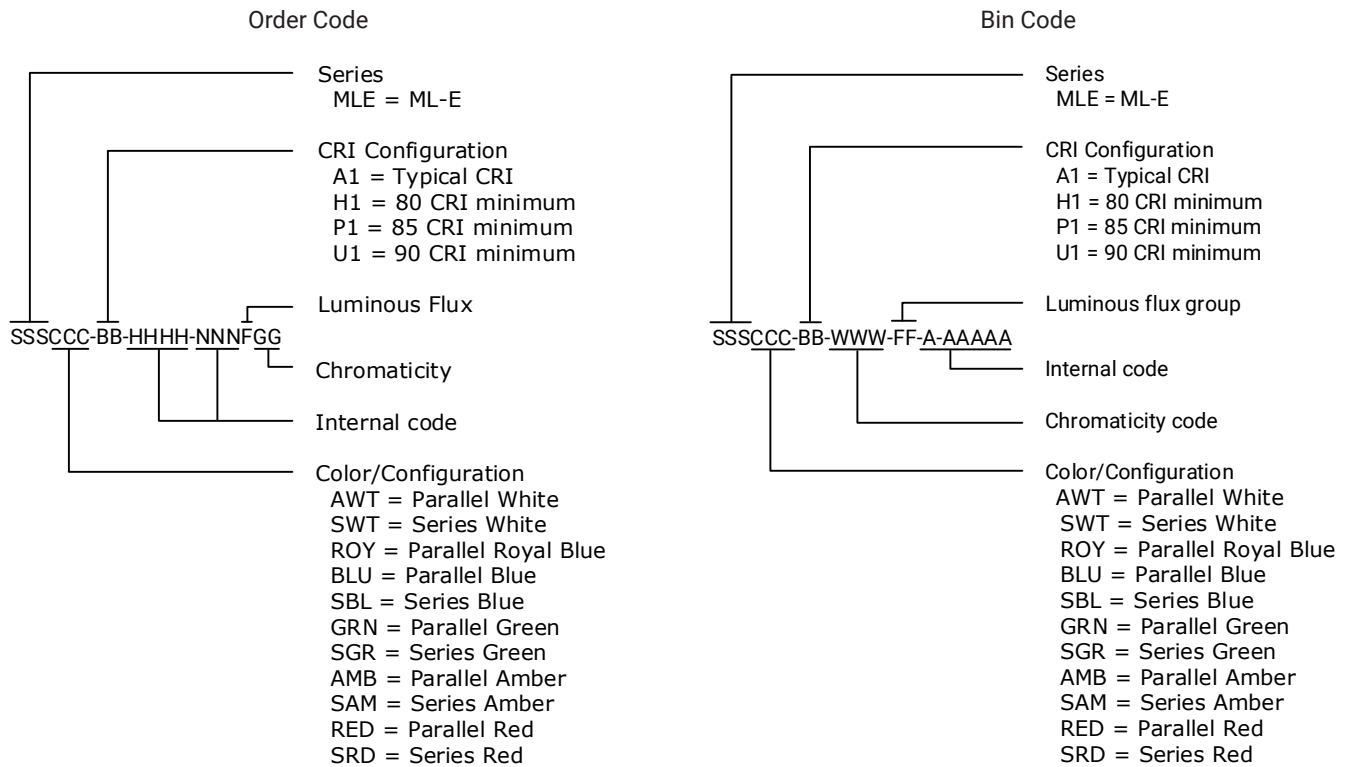 Order Code
Series
MLE = ML-E
CRI Configuration
A1 = Typical CRI
H1 = 80 CRI minimum
P1 = 85 CRI minimum
U1 = 90 CRI minimum
Luminous Flux
SSSCCC-BB-HHHH-NNNFGG
Chromaticity
Internal code
Color/Configuration
AWT = Parallel White
SWT = Series White
ROY = Parallel Royal Blue
BLU = Parallel Blue
SBL = Series Blue
GRN = Parallel Green
SGR = Series Green
AMB = Parallel Amber
SAM = Series Amber
RED = Parallel Red
SRD = Series Red
Bin Code
Series
MLE = ML-E
CRI Configuration
A1 = Typical CRI
H1 = 80 CRI minimum
P1 = 85 CRI minimum
U1 = 90 CRI minimum
Luminous flux group
SSSCCC-BB-WWW-FF-A-AAAAA
Internal code
Chromaticity code
Color/Configuration
AWT = Parallel White
SWT = Series White
ROY = Parallel Royal Blue
BLU = Parallel Blue
SBL = Series Blue
GRN = Parallel Green
SGR = Series Green
AMB = Parallel Amber
SAM = Series Amber
RED = Parallel Red
SRD = Series Red